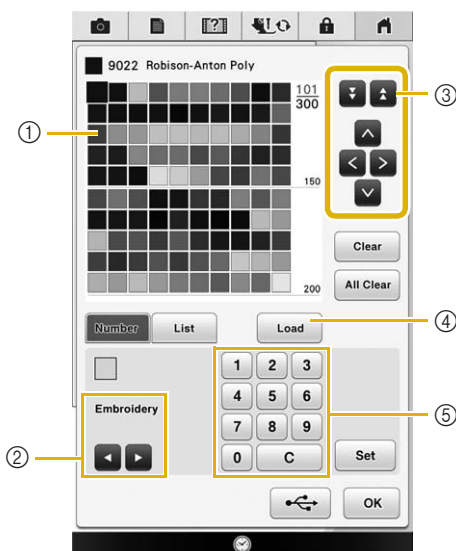 [?]
9022 Robison-Anton Poly
101
300
①
③
150
Clear
200
All Clear
Number
List
Load
④
1
2
3
Embroidery
4
5
6
⑤
7
8
9
②
0
C
Set
OK